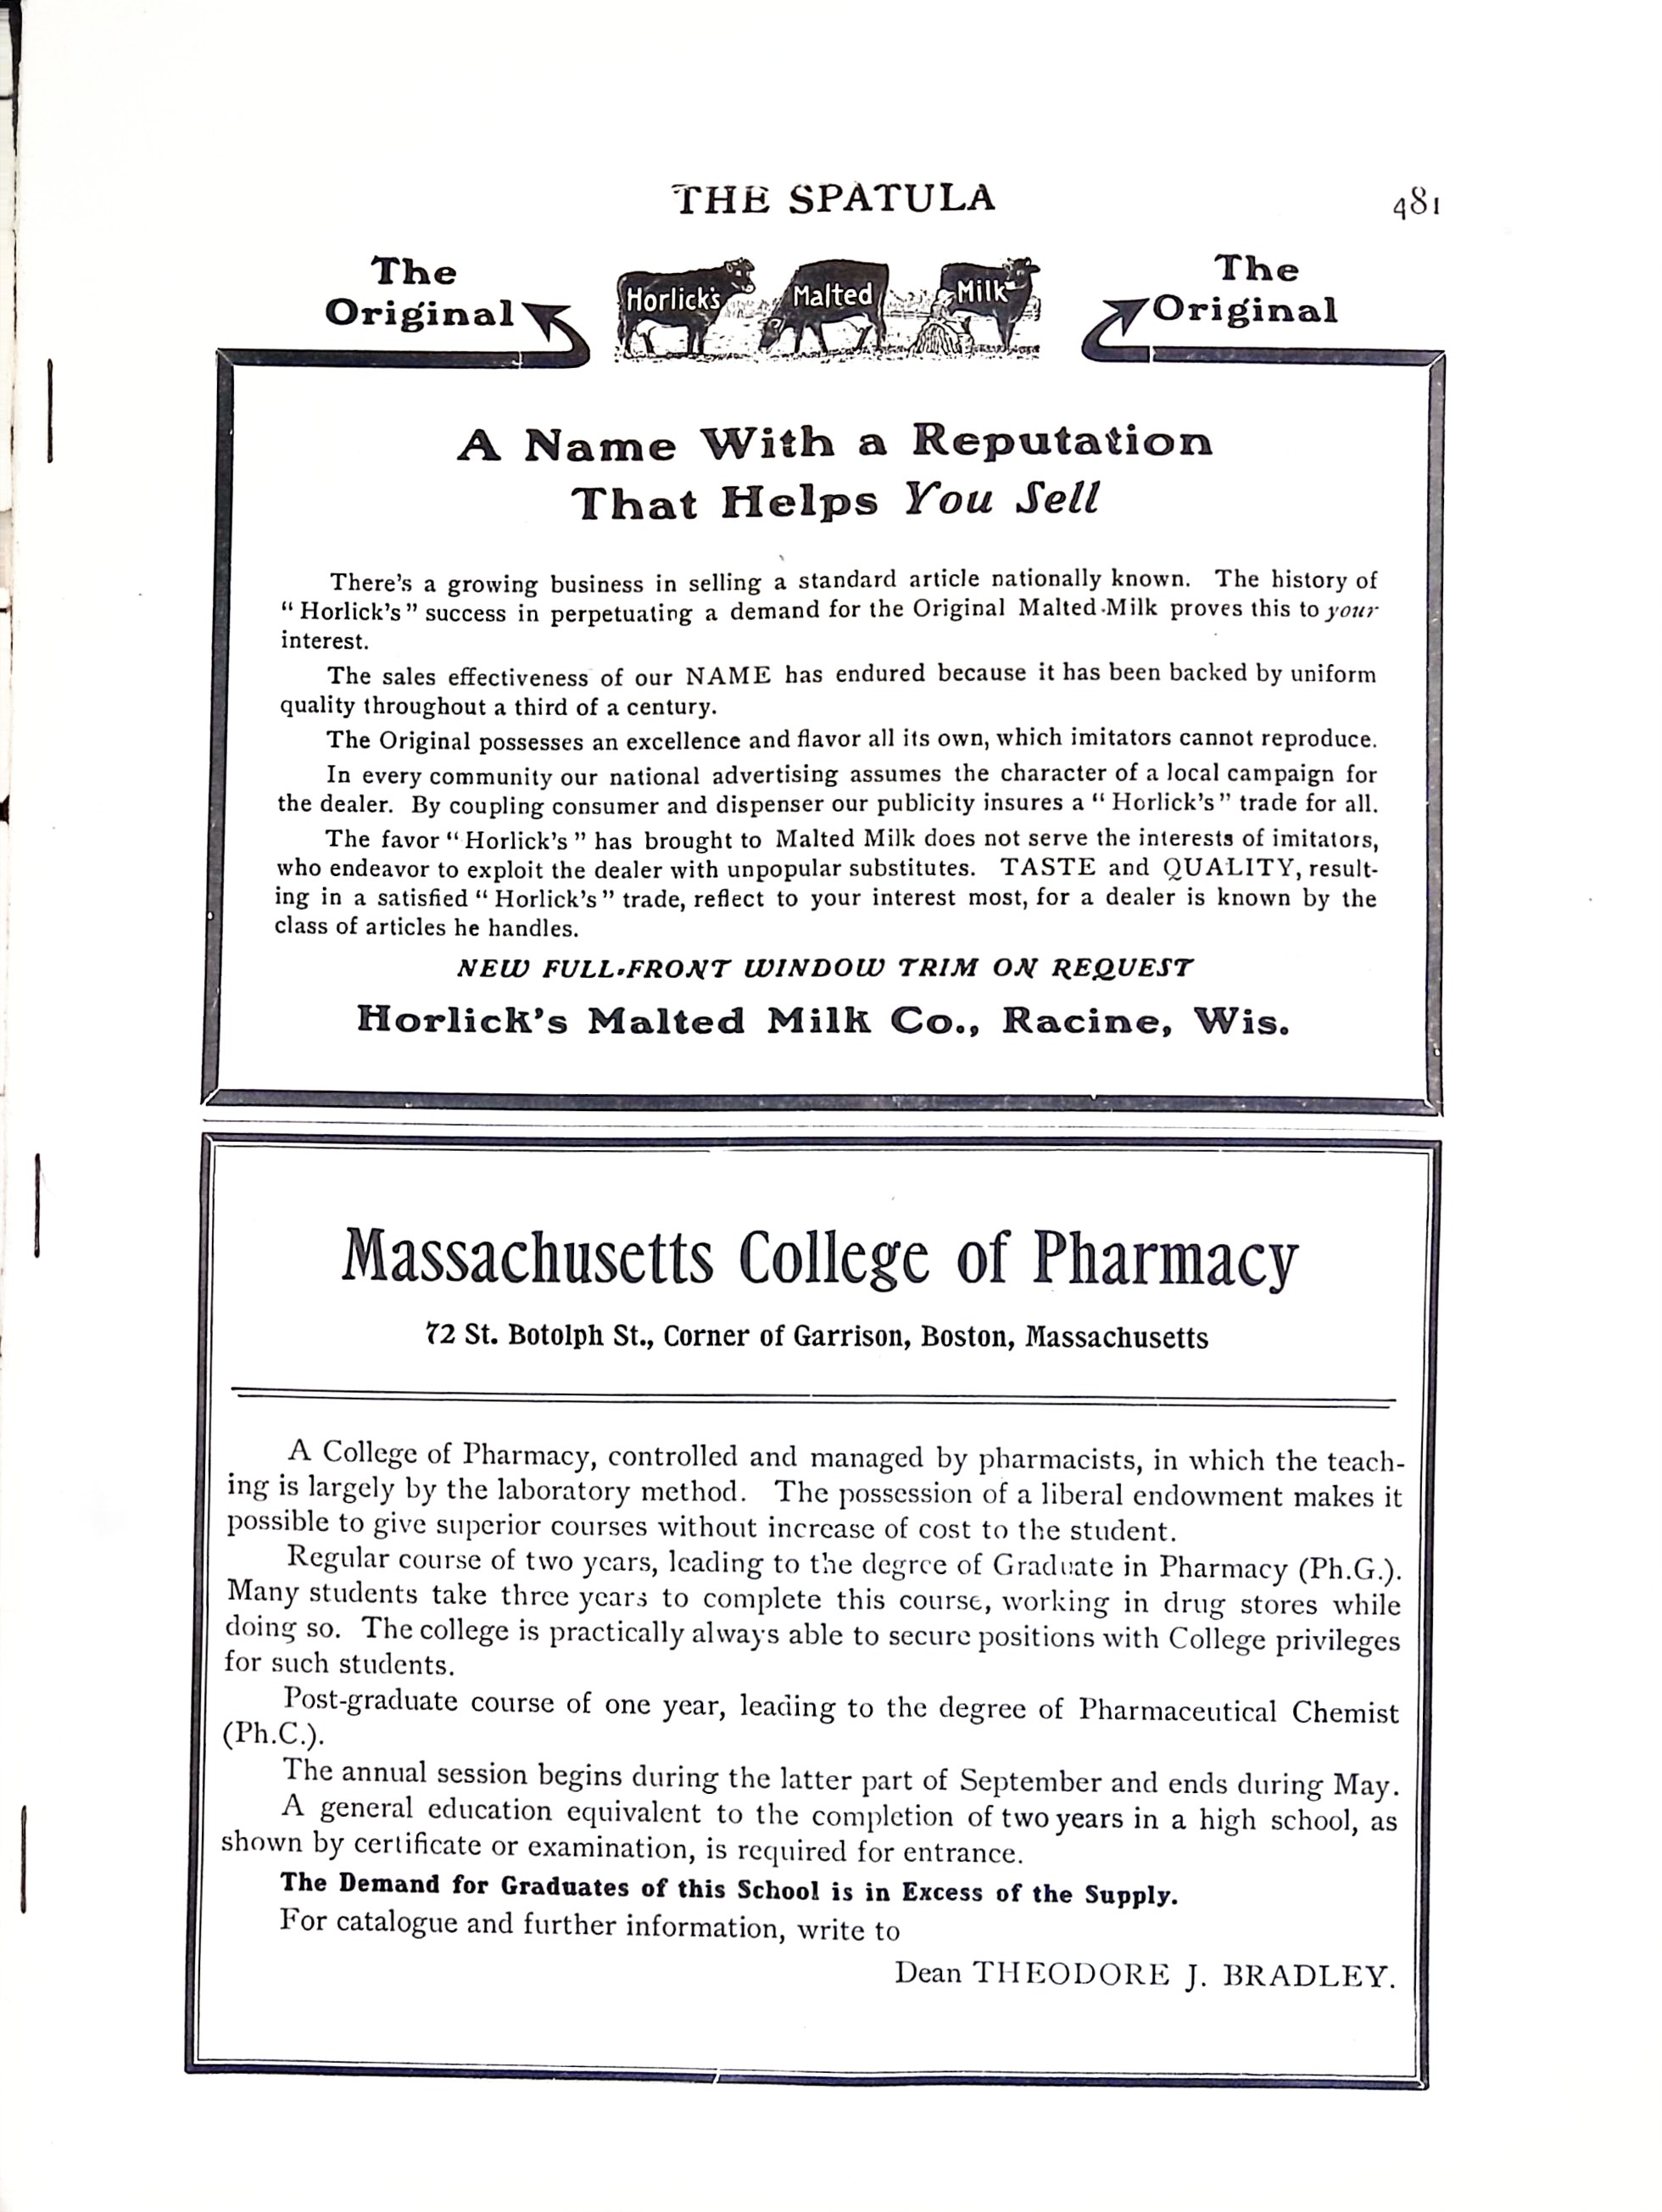 THE SPATULA
481
The
Original
Horlick's Malted Milk
The
Original
A Name With a Reputation
That Helps You Sell
There's a growing business in selling a standard article nationally known. The history of
“Horlick's” success in perpetuating a demand for the Original Malted Milk proves this to your
interest.
The sales effectiveness of our NAME has endured because it has been backed by uniform
quality throughout a third of a century.
The Original possesses an excellence and flavor all its own, which imitators cannot reproduce.
In every community our national advertising assumes the character of a local campaign for
the dealer. By coupling consumer and dispenser our publicity insures a “Horlick's” trade for all.
The favor “Horlick's” has brought to Malted Milk does not serve the interests of imitators,
who endeavor to exploit the dealer with unpopular substitutes. TASTE and QUALITY, result-
ing in a satisfied “Horlick's” trade, reflect to your interest most, for a dealer is known by the
class of articles he handles.
NEW FULL-FRONT WINDOW TRIM ON REQUEST
Horlick's Malted Milk Co., Racine, Wis.
Massachusetts College of Pharmacy
72 St. Botolph St., Corner of Garrison, Boston, Massachusetts
A College of Pharmacy, controlled and managed by pharmacists, in which the teach-
ing is largely by the laboratory method. The possession of a liberal endowment makes it
possible to give superior courses without increase of cost to the student.
Regular course of two years, leading to the degree of Graduate in Pharmacy (Ph.G.).
Many students take three years to complete this course, working in drug stores while
doing so. The college is practically always able to secure positions with College privileges
for such students.
Post-graduate course of one year, leading to the degree of Pharmaceutical Chemist
(Ph.C.).
The annual session begins during the latter part of September and ends during May.
A general education equivalent to the completion of two years in a high school, as
shown by certificate or examination, is required for entrance.
The Demand for Graduates of this School is in Excess of the Supply.
For catalogue and further information, write to
Dean THEODORE J. BRADLEY.